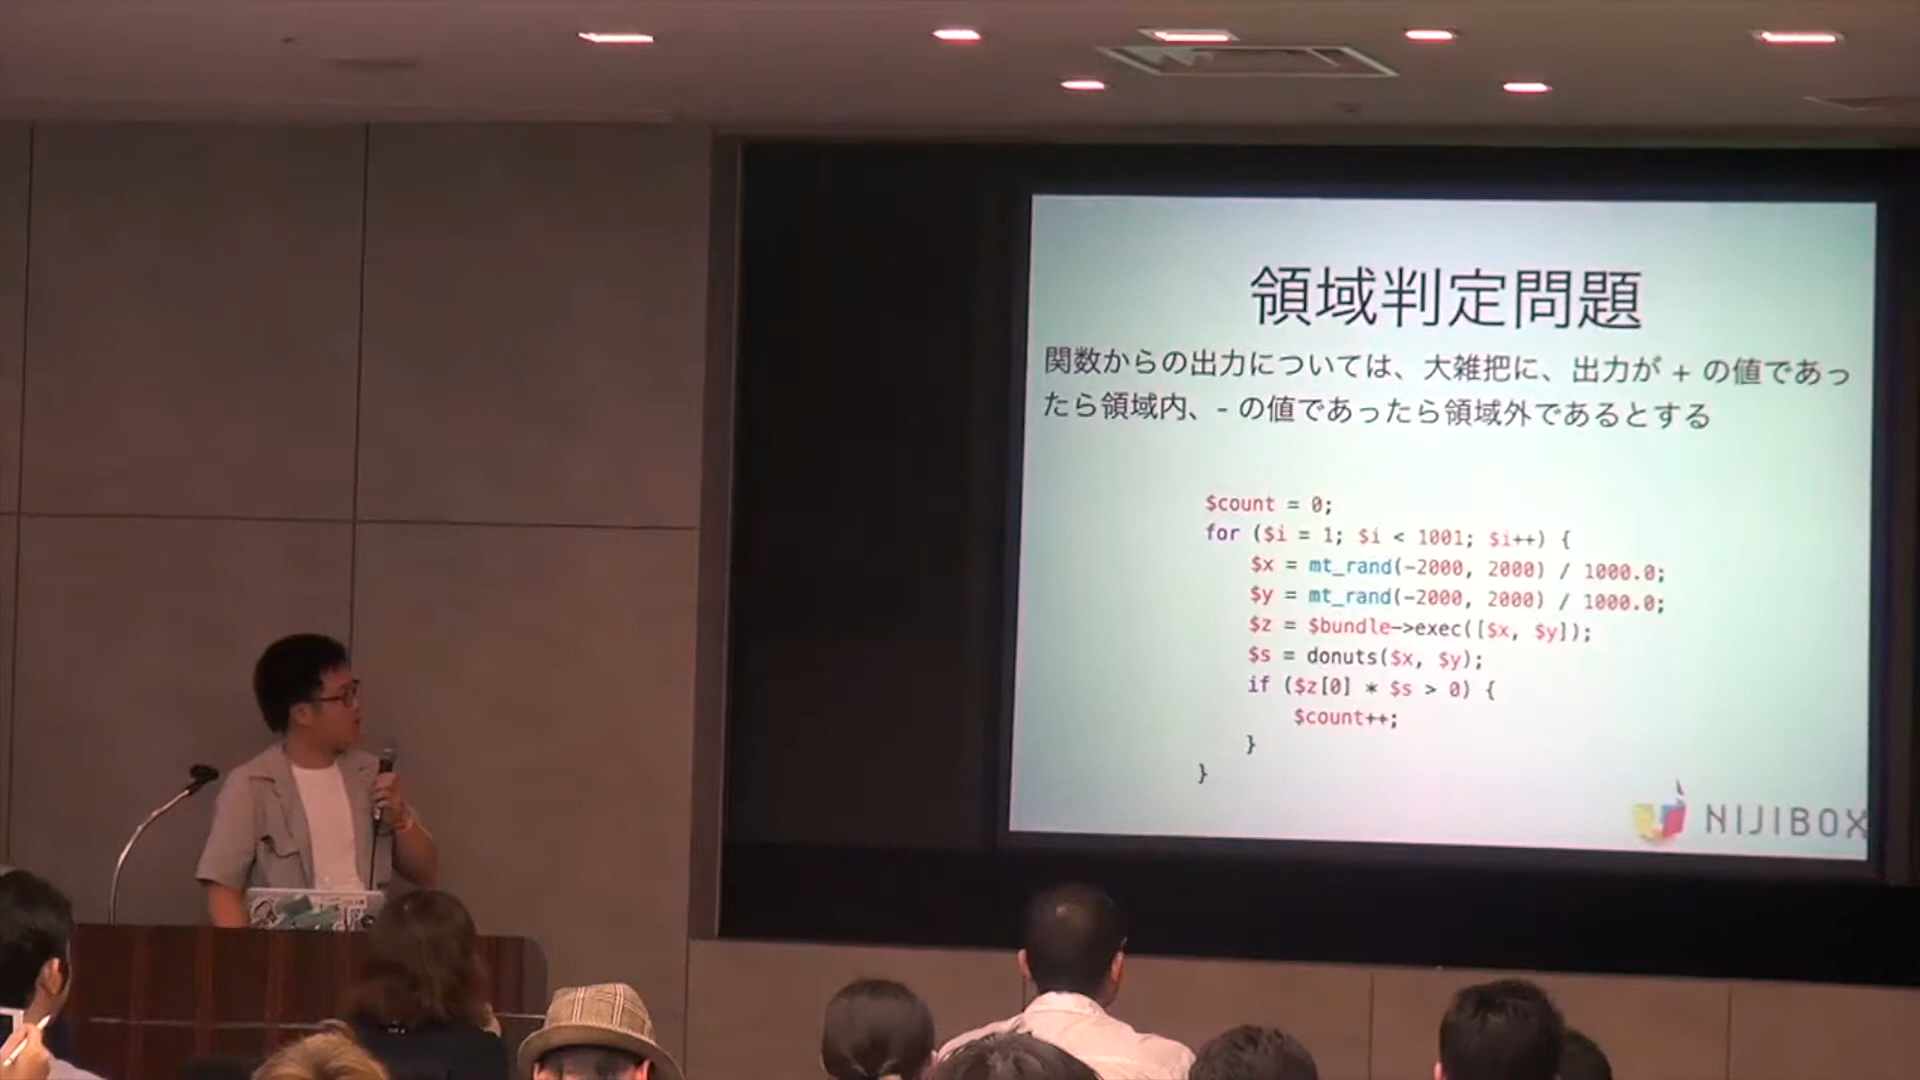 領域判定問題
関数からの出力については、大雑把に、出力が + の値であっ
たら領域内、- の値であったら領域外であるとする
$count = 0;
for ($i = 1; $i < 1001; $i++) {
$x = mt_rand(-2000, 2000) / 1000.0;
$y = mt_rand(-2000, 2000) / 1000.0;
$z = $bundle->exec([$x, $y]);
$s = donuts($x, $y);
if ($z[0] * $s > 0) {
$count++;
}
}
NIJIBOX